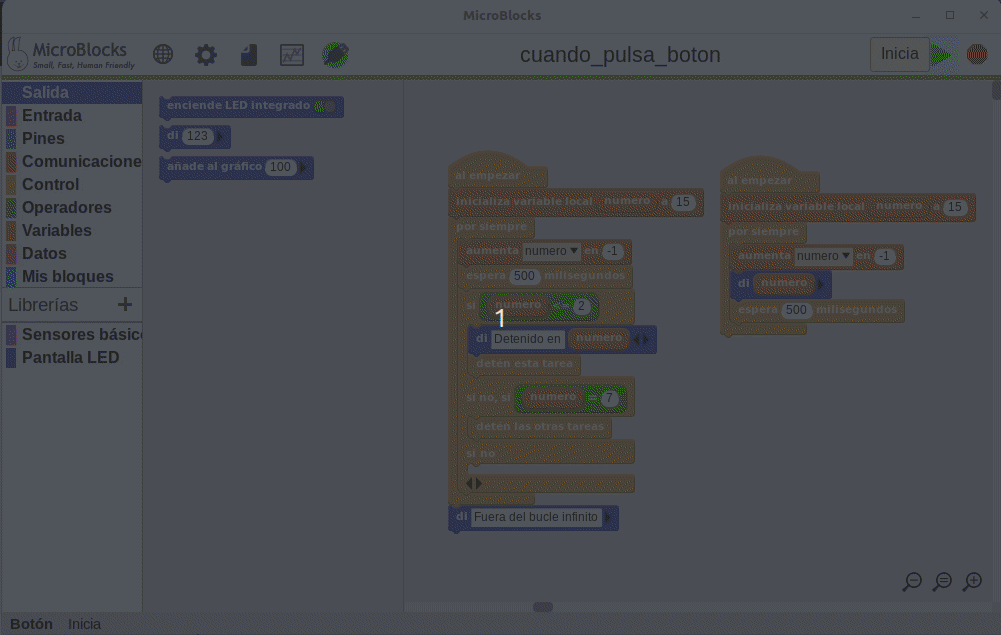 MicroBlocks
MicroBlocks
Small, Fast, Human Friendly
cuando_pulsa_boton
Inicia
Salida
Entrada
Pines
Comunicacione
Control
Operadores
Variables
Datos
Mis bloques
Librerías +
Sensores básico
Pantalla LED
enciende LED integrado
di 123
añade al gráfico 100
al empezar
inicializa variable local numero a 15
por siempre
aumenta numero en -1
espera 500 milisegundos
si numero <= 2
1
di Detenido en numero
deten esta tarea
si no, si numero = 7
deten las otras tareas
si no
di Fuera del bucle infinito
al empezar
inicializa variable local numero a 15
por siempre
aumenta numero en -1
di numero
espera 500 milisegundos
Botón Inicia